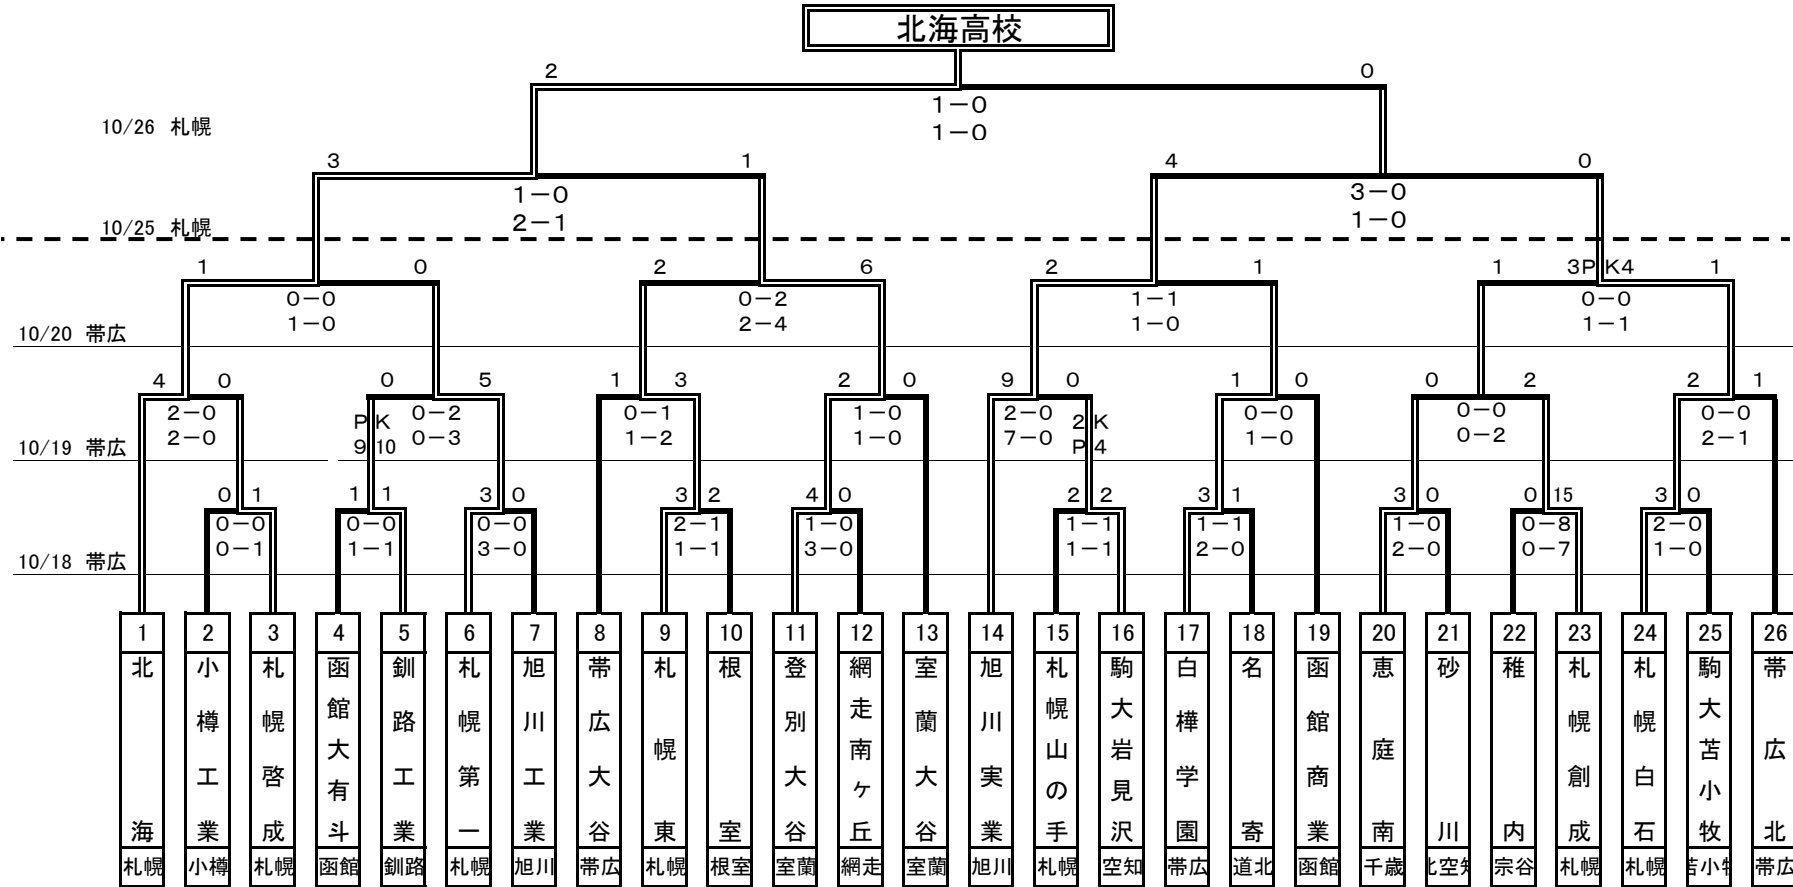 北海高校
2 0
1－0
10/26 札幌
1－0
3 1 4 0
1－0 3－0
10/25 札幌
2－1 1－0
1 0 2 6 2 1 1 3PK4 1
0－0 0－2 1－1 0－0
10/20 帯広
1－0 2－4 1－0 1－1
4 0 0 5 1 3 2 0 9 0 1 0 0 2 2 1
2－0 PK 0－2 0－1 1－0 2－0 2K 0－0 0－0 0－0
10/19 帯広
2－0 9 10 0－3 1－2 1－0 7－0 P4 1－0 0－2 2－1
0 1 1 1 3 0 3 2 4 0 2 2 3 1 3 0 0 15 3 0
0－0 0－0 0－0 2－1 1－0 1－1 1－1 1－0 0－8 2－0
10/18 帯広
0－1 1－1 3－0 1－1 3－0 1－1 2－0 2－0 0－7 1－0
1 2 3 4 5 6 7 8 9 10 11 12 13 14 15 16 17 18 19 20 21 22 23 24 25 26
北海
小樽工業
札幌啓成
函館大有斗
釧路工業
札幌第一
旭川工業
帯広大谷
札幌東
根室
登別大谷
網走南ヶ丘
室蘭大谷
旭川実業
札幌山の手
駒大岩見沢
白樺学園
名寄
函館商業
恵庭南
砂川
稚内
札幌創成
札幌白石
駒大苫小牧
帯広北
札幌 小樽 札幌 函館 釧路 札幌 旭川 帯広 札幌 根室 室蘭 網走 室蘭 旭川 札幌 空知 帯広 道北 函館 千歳 北空知 宗谷 札幌 札幌 苫小牧 帯広